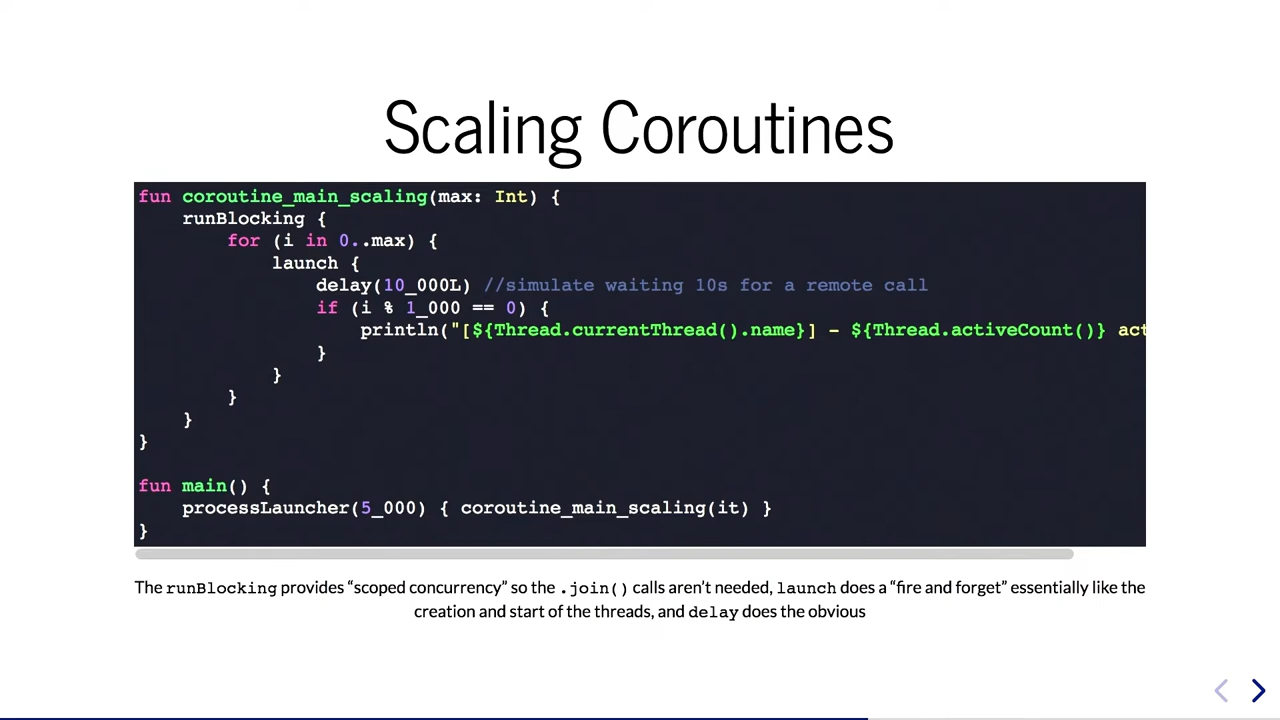 Scaling Coroutines
fun coroutine_main_scaling(max: Int) {
    runBlocking {
        for (i in 0..max) {
            launch {
                delay(10_000L) //simulate waiting 10s for a remote call
                if (i % 1_000 == 0) {
                    println("[${Thread.currentThread().name}] - ${Thread.activeCount()} act
                }
            }
        }
    }
}

fun main() {
    processLauncher(5_000) { coroutine_main_scaling(it) }
}
The runBlocking provides “scoped concurrency” so the .join() calls aren’t needed, launch does a “fire and forget” essentially like the
creation and start of the threads, and delay does the obvious